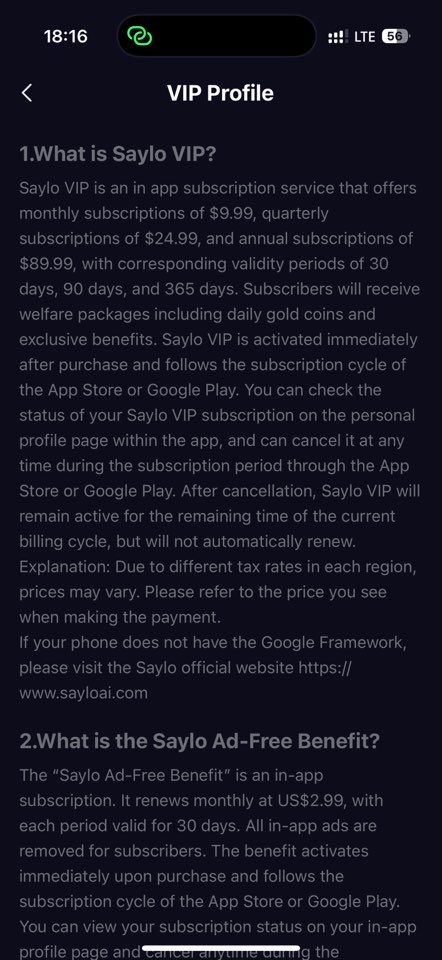 18:16
LTE
56
VIP Profile
1.What is Saylo VIP?
Saylo VIP is an in app subscription service that offers
monthly subscriptions of $9.99, quarterly
subscriptions of $24.99, and annual subscriptions of
$89.99, with corresponding validity periods of 30
days, 90 days, and 365 days. Subscribers will receive
welfare packages including daily gold coins and
exclusive benefits. Saylo VIP is activated immediately
after purchase and follows the subscription cycle of
the App Store or Google Play. You can check the
status of your Saylo VIP subscription on the personal
profile page within the app, and can cancel it at any
time during the subscription period through the App
Store or Google Play. After cancellation, Saylo VIP will
remain active for the remaining time of the current
billing cycle, but will not automatically renew.
Explanation: Due to different tax rates in each region,
prices may vary. Please refer to the price you see
when making the payment.
If your phone does not have the Google Framework,
please visit the Saylo official website https://
www.sayloai.com
2.What is the Saylo Ad-Free Benefit?
The “Saylo Ad-Free Benefit” is an in-app
subscription. It renews monthly at US$2.99, with
each period valid for 30 days. All in-app ads are
removed for subscribers. The benefit activates
immediately upon purchase and follows the
subscription cycle of the App Store or Google Play.
You can view your subscription status on your in-app
profile page and cancel anytime during the